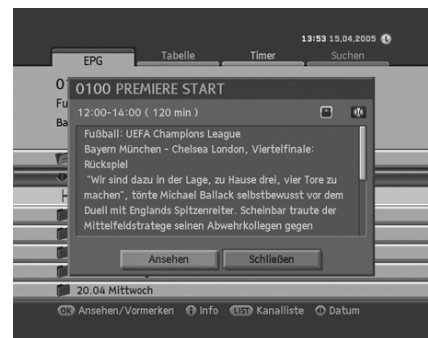 13:53 15.04.2005
EPG Tabelle Timer Suchen
0100 PREMIERE START
12:00-14:00 ( 120 min )
Fußball: UEFA Champions League
Bayern München - Chelsea London, Viertelfinale:
Rückspiel
"Wir sind dazu in der Lage, zu Hause drei, vier Tore zu
machen", tönte Michael Ballack selbstbewusst vor dem
Duell mit Englands Spitzenreiter. Scheinbar traute der
Mittelfeldstratege seinen Abwehrkollegen gegen
Ansehen Schließen
20.04 Mittwoch
OK Ansehen/Vormerken i Info LIST Kanalliste Datum